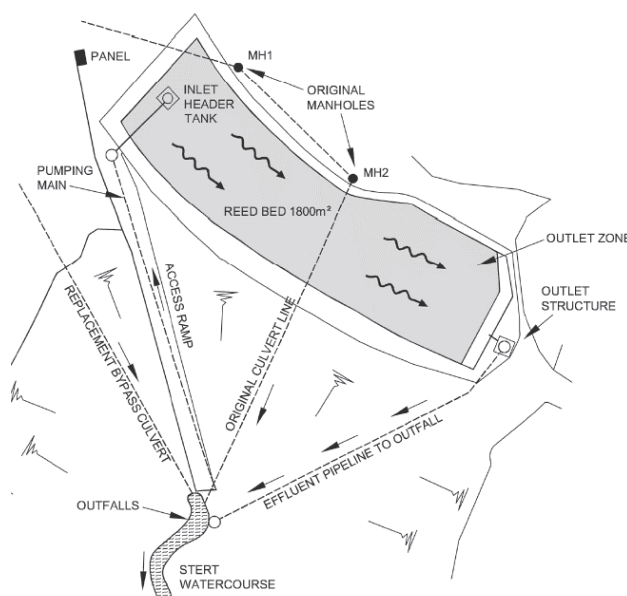 MH1
PANEL
ORIGINAL
MANHOLES
INLET
HEADER
TANK
PUMPING
MAIN
MH2
REED BED 1800m²
OUTLET ZONE
OUTLET
STRUCTURE
ACCESS RAMP
REPLACEMENT BYPASS CULVERT
ORIGINAL CULVERT LINE
EFFLUENT PIPELINE TO OUTFALL
OUTFALLS
STERT
WATERCOURSE